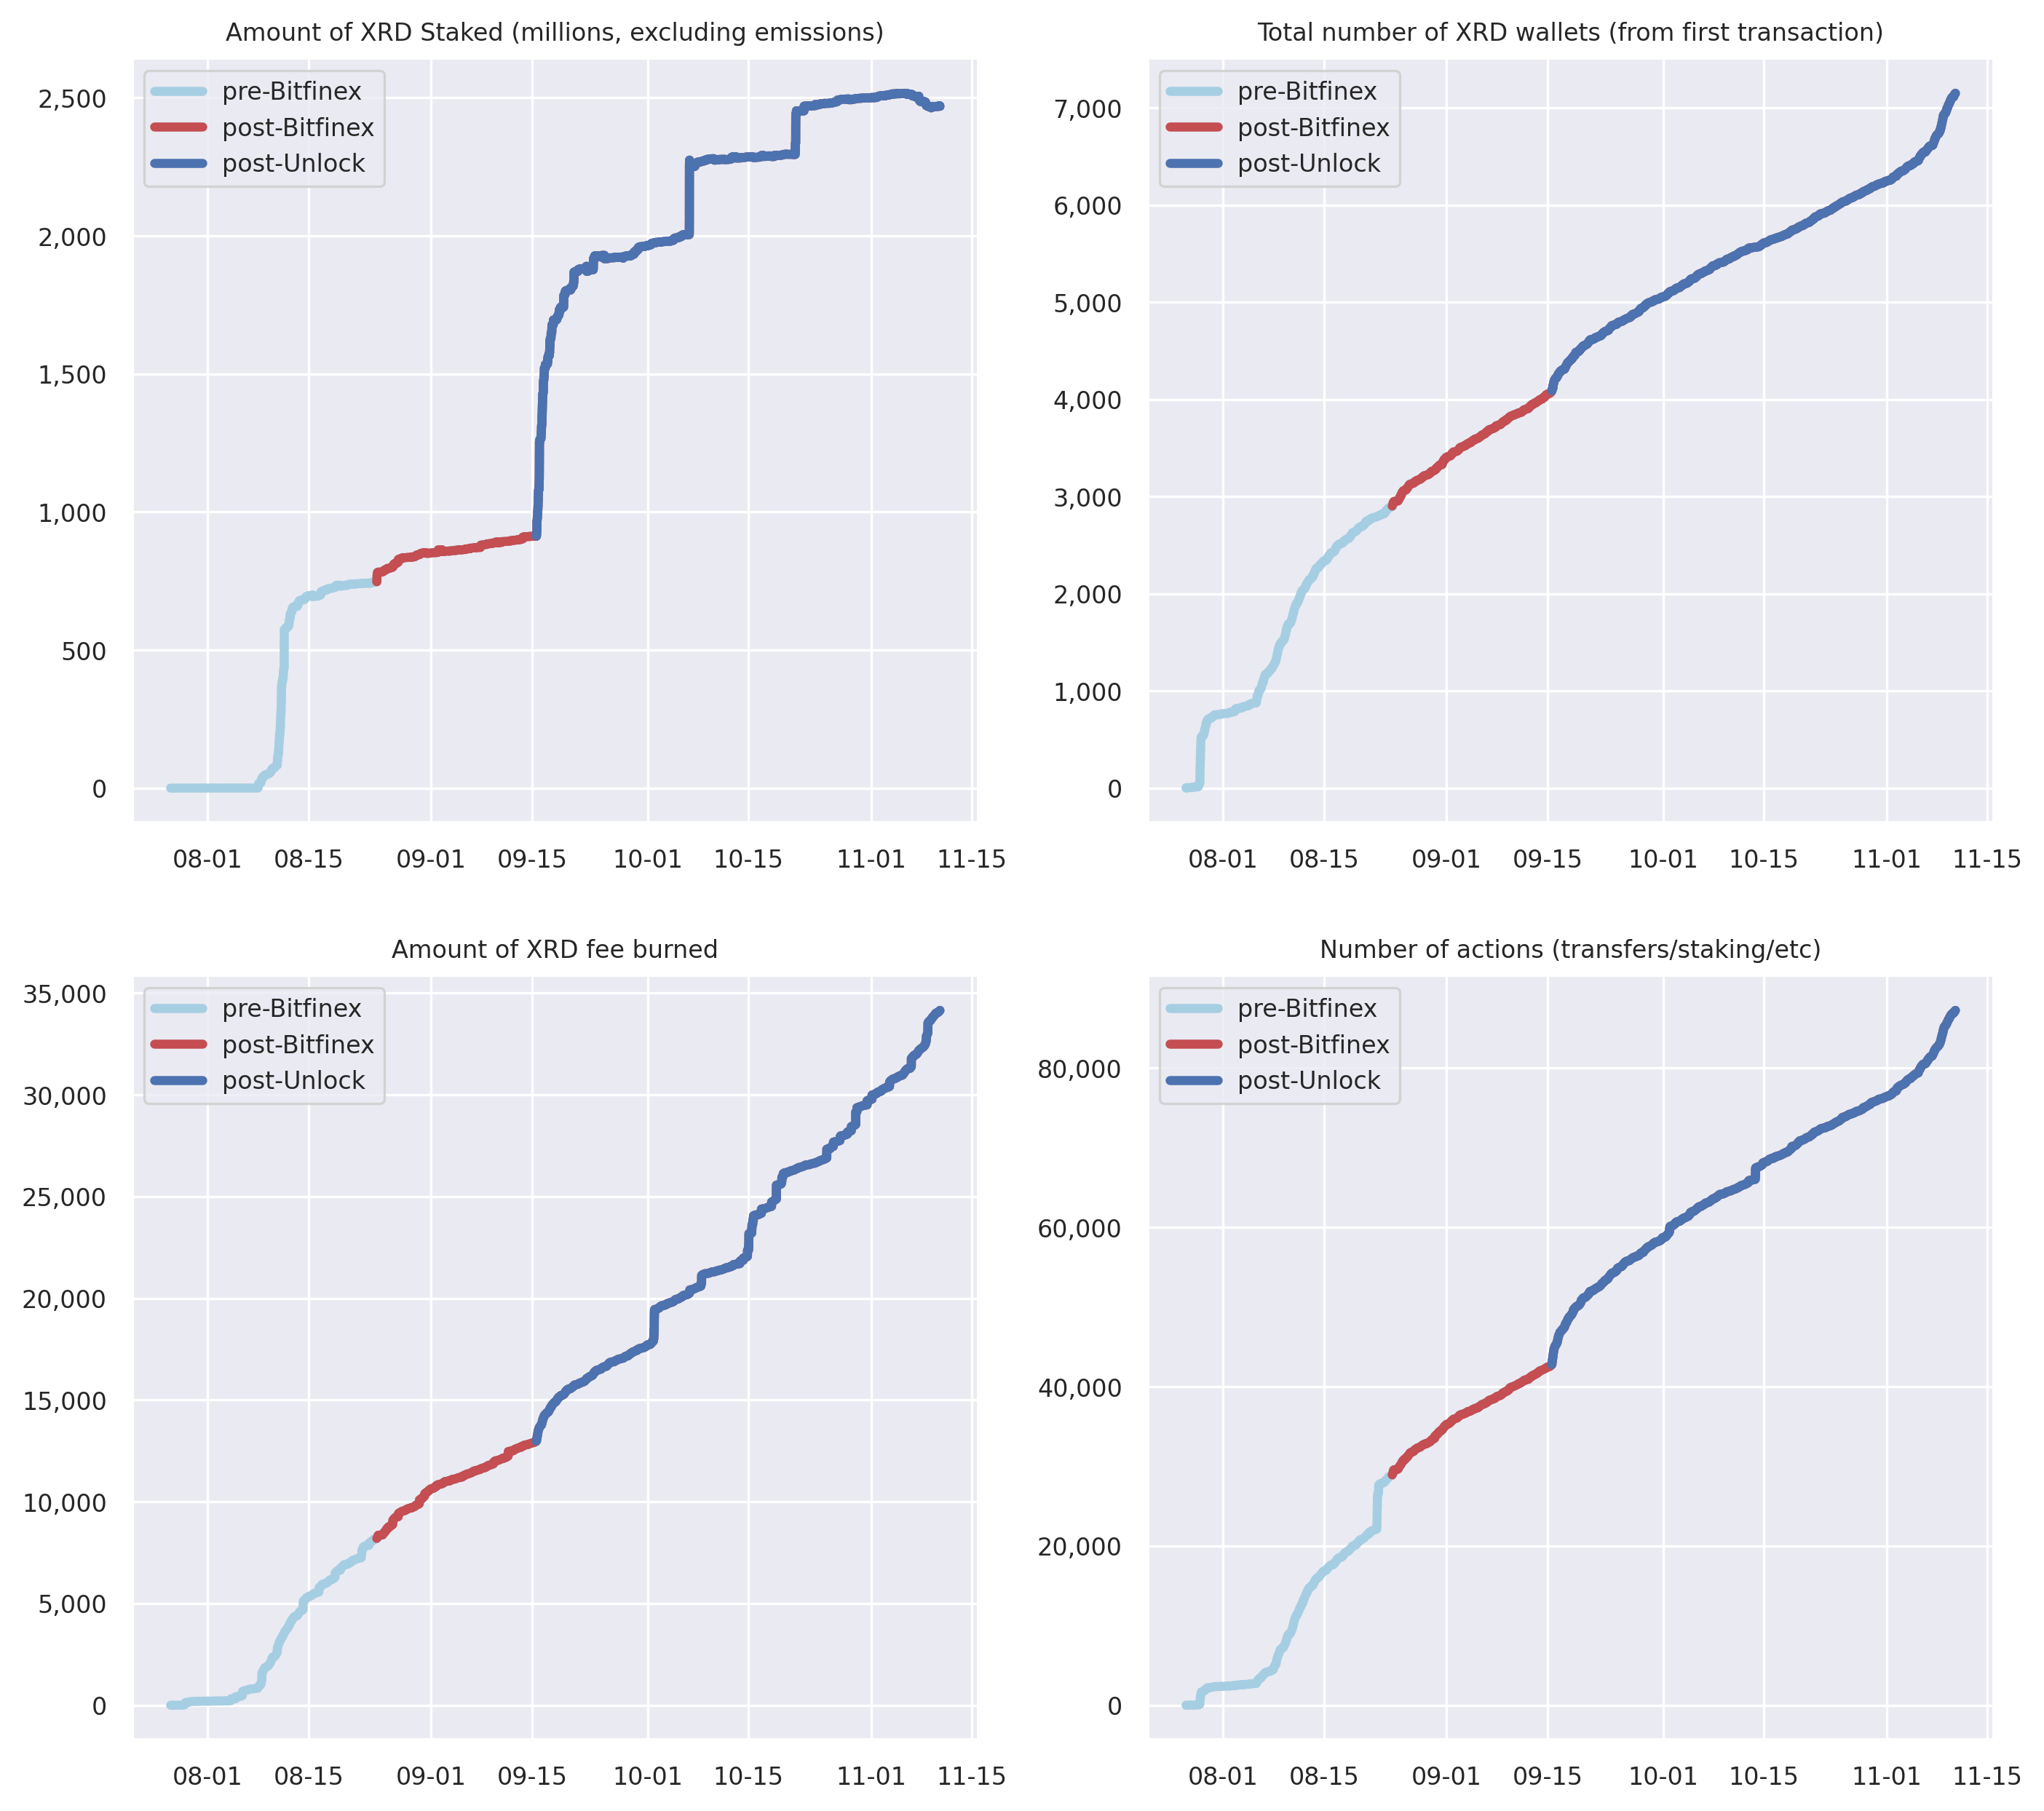 Amount of XRD Staked (millions, excluding emissions)
pre-Bitfinex
post-Bitfinex
post-Unlock
2,500
2,000
1,500
1,000
500
0
08-01 08-15 09-01 09-15 10-01 10-15 11-01 11-15
Total number of XRD wallets (from first transaction)
pre-Bitfinex
post-Bitfinex
post-Unlock
7,000
6,000
5,000
4,000
3,000
2,000
1,000
0
08-01 08-15 09-01 09-15 10-01 10-15 11-01 11-15
Amount of XRD fee burned
pre-Bitfinex
post-Bitfinex
post-Unlock
35,000
30,000
25,000
20,000
15,000
10,000
5,000
0
08-01 08-15 09-01 09-15 10-01 10-15 11-01 11-15
Number of actions (transfers/staking/etc)
pre-Bitfinex
post-Bitfinex
post-Unlock
80,000
60,000
40,000
20,000
0
08-01 08-15 09-01 09-15 10-01 10-15 11-01 11-15